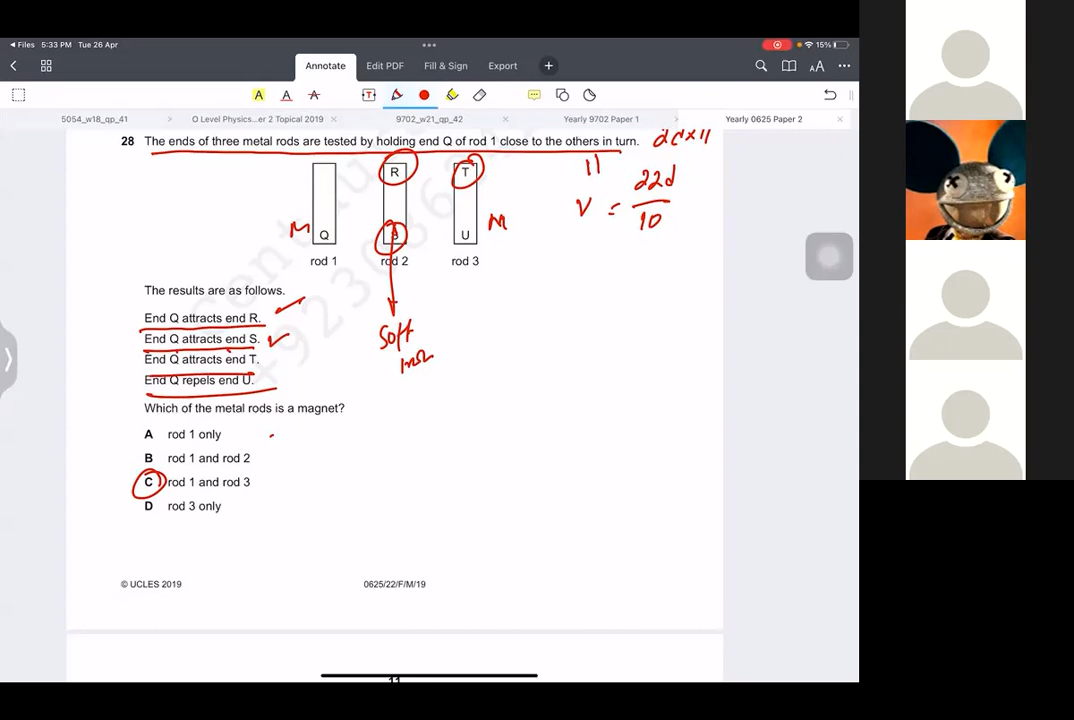 Files 5:33 PM Tue 26 Apr
15%
Annotate Edit PDF Fill & Sign Export
A A A T AA
5054_w18_qp_41 O Level Physics...er 2 Topical 2019 9702_w21_qp_42 Yearly 9702 Paper 1 Yearly 0625 Paper 2
28 The ends of three metal rods are tested by holding end Q of rod 1 close to the others in turn.
R T
22d
V = 
10
M Q U M
rod 1 rod 2 rod 3
The results are as follows.
End Q attracts end R.
End Q attracts end S.
Soft
End Q attracts end T.
End Q repels end U.
Which of the metal rods is a magnet?
A rod 1 only
B rod 1 and rod 2
C rod 1 and rod 3
D rod 3 only
© UCLES 2019 0625/22/F/M/19
11